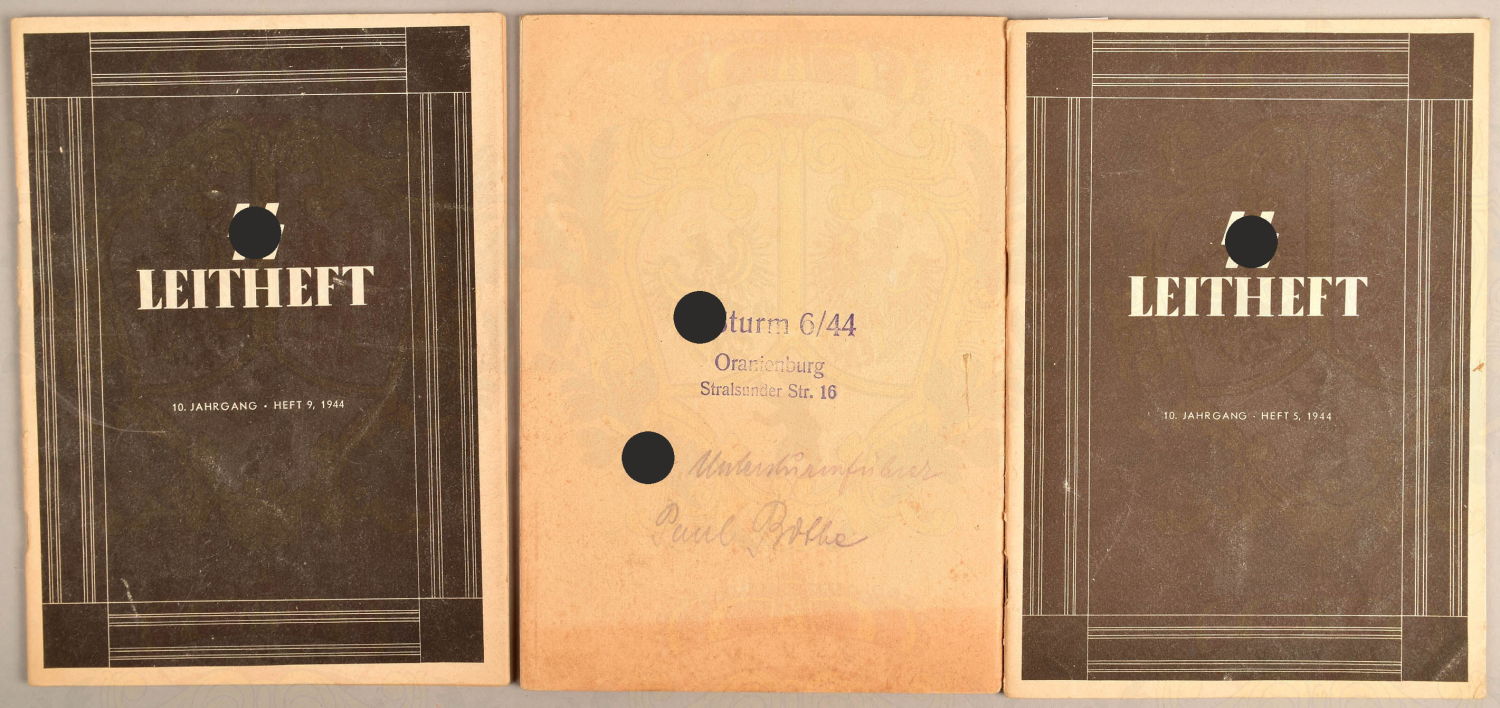 LEITHEFT
10. JAHRGANG · HEFT 9, 1944
Sturm 6/44
Oranienburg
Stralsunder Str. 16
Untersturmführer
Paul Bothe
LEITHEFT
10. JAHRGANG · HEFT 5, 1944